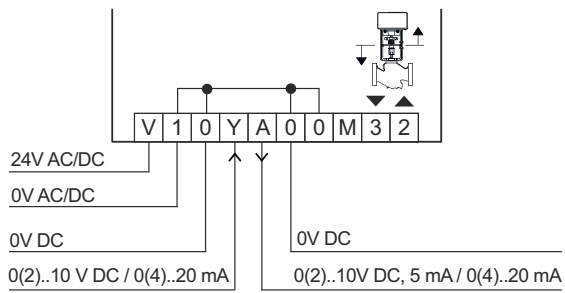 V 1 0 Y A 0 0 M 3 2
24V AC/DC
0V AC/DC
0V DC 0V DC
0(2)..10 V DC / 0(4)..20 mA 0(2)..10V DC, 5 mA / 0(4)..20 mA